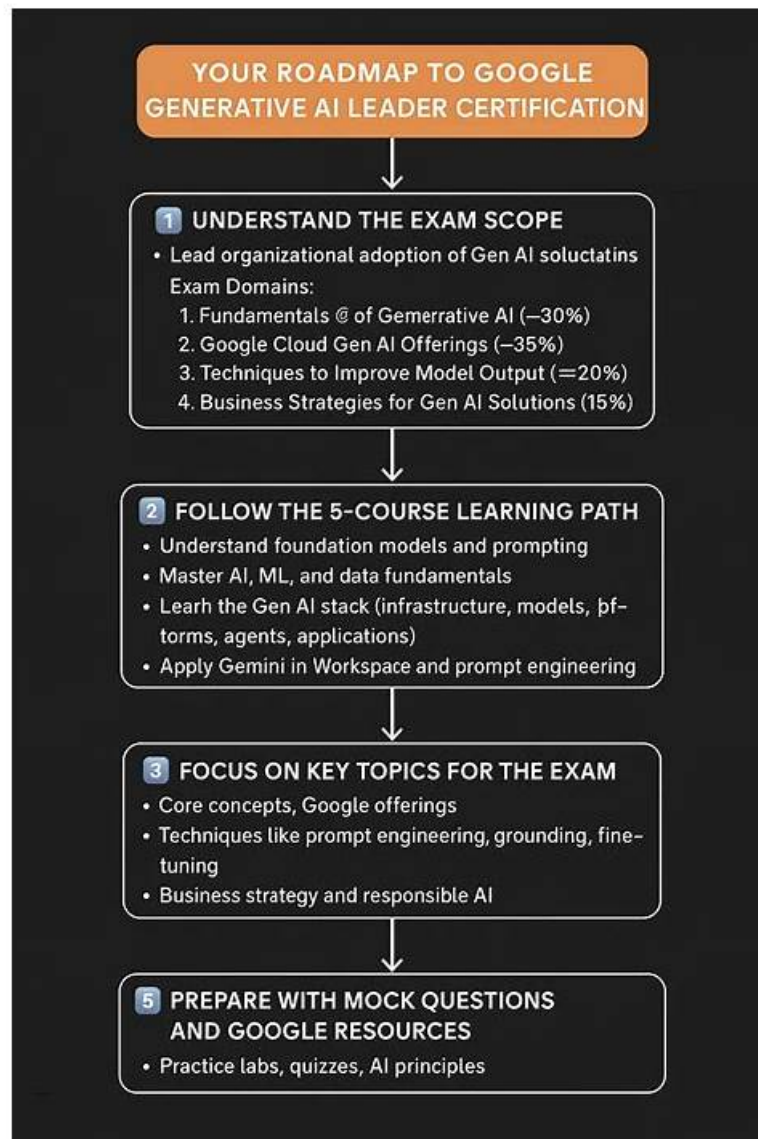 YOUR ROADMAP TO GOOGLE
GENERATIVE AI LEADER CERTIFICATION
1 UNDERSTAND THE EXAM SCOPE
• Lead organizational adoption of Gen AI soluctatins
Exam Domains:
1. Fundamentals @ of Gemerrative AI (–30%)
2. Google Cloud Gen AI Offerings (–35%)
3. Techniques to Improve Model Output (=20%)
4. Business Strategies for Gen AI Solutions (15%)
2 FOLLOW THE 5-COURSE LEARNING PATH
• Understand foundation models and prompting
• Master AI, ML, and data fundamentals
• Learh the Gen AI stack (infrastructure, models, þf-
torms, agents, applications)
• Apply Gemini in Workspace and prompt engineering
3 FOCUS ON KEY TOPICS FOR THE EXAM
• Core concepts, Google offerings
• Techniques like prompt engineering, grounding, fine-
tuning
• Business strategy and responsible AI
5 PREPARE WITH MOCK QUESTIONS
AND GOOGLE RESOURCES
• Practice labs, quizzes, AI principles